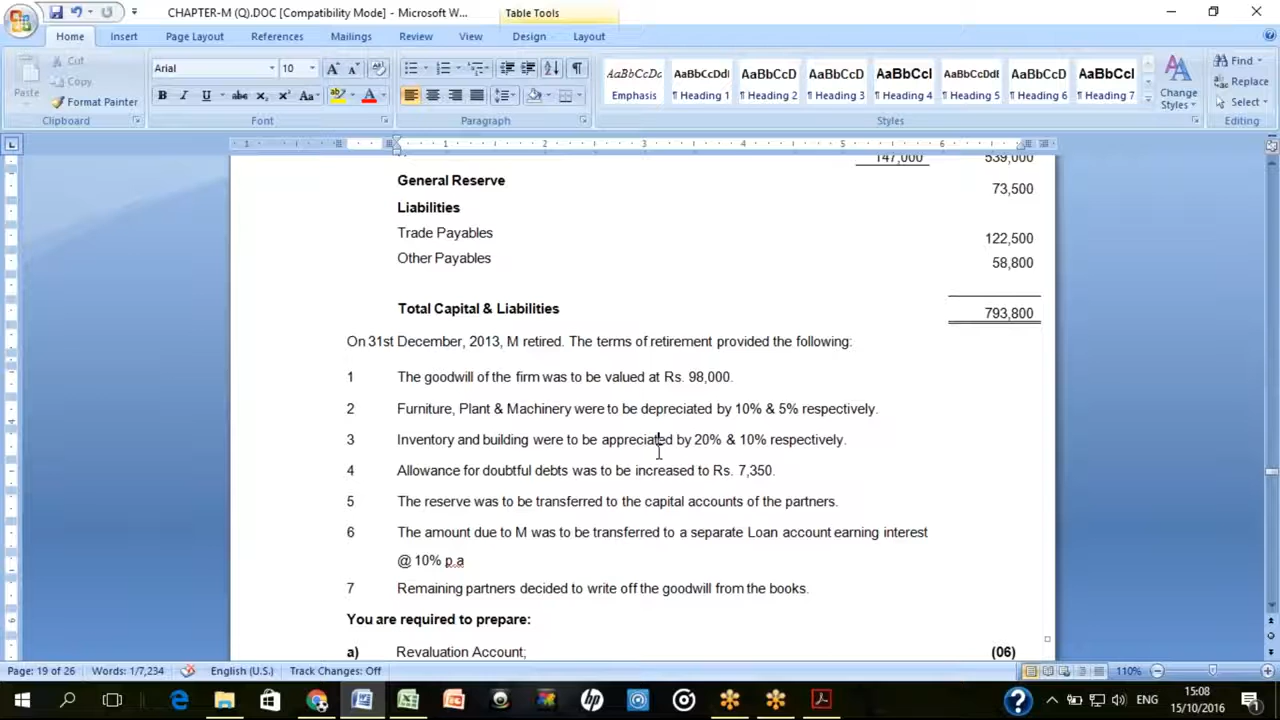 CHAPTER-M (Q).DOC [Compatibility Mode] - Microsoft W...
Table Tools
Home Insert Page Layout References Mailings Review View Design Layout
Paste
Cut
Copy
Format Painter
Clipboard
Arial 10
Font
Paragraph
AaBbCcDc AaBbCcDdI AaBbCcD AaBbCcD AaBbCcI AaBbCcDdE AaBbCcD AaBbCcI
Emphasis ¶ Heading 1 ¶ Heading 2 ¶ Heading 3 ¶ Heading 4 ¶ Heading 5 ¶ Heading 6 ¶ Heading 7
Styles
Change Styles
Find
Replace
Select
Editing
147,000 539,000
General Reserve 73,500
Liabilities
Trade Payables 122,500
Other Payables 58,800
Total Capital & Liabilities 793,800
On 31st December, 2013, M retired. The terms of retirement provided the following:
1 The goodwill of the firm was to be valued at Rs. 98,000.
2 Furniture, Plant & Machinery were to be depreciated by 10% & 5% respectively.
3 Inventory and building were to be appreciated by 20% & 10% respectively.
4 Allowance for doubtful debts was to be increased to Rs. 7,350.
5 The reserve was to be transferred to the capital accounts of the partners.
6 The amount due to M was to be transferred to a separate Loan account earning interest
@ 10% p.a
7 Remaining partners decided to write off the goodwill from the books.
You are required to prepare:
a) Revaluation Account; (06)
Page: 19 of 26 Words: 1/7,234 English (U.S.) Track Changes: Off 110%
ENG 15:08
15/10/2016